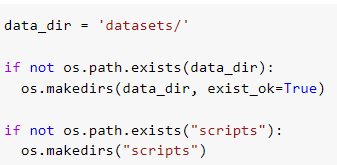 data_dir = 'datasets/'
if not os.path.exists(data_dir):
  os.makedirs(data_dir, exist_ok=True)
if not os.path.exists("scripts"):
  os.makedirs("scripts")